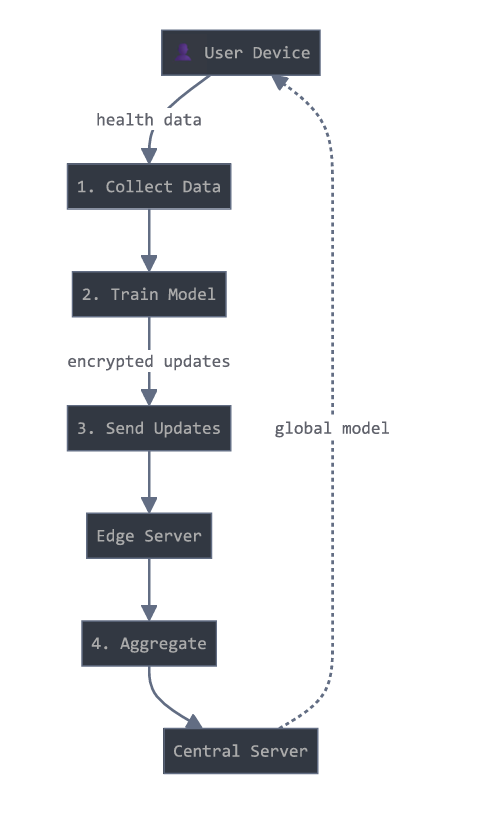 👤 User Device
health data
1. Collect Data
2. Train Model
encrypted updates
3. Send Updates
global model
Edge Server
4. Aggregate
Central Server